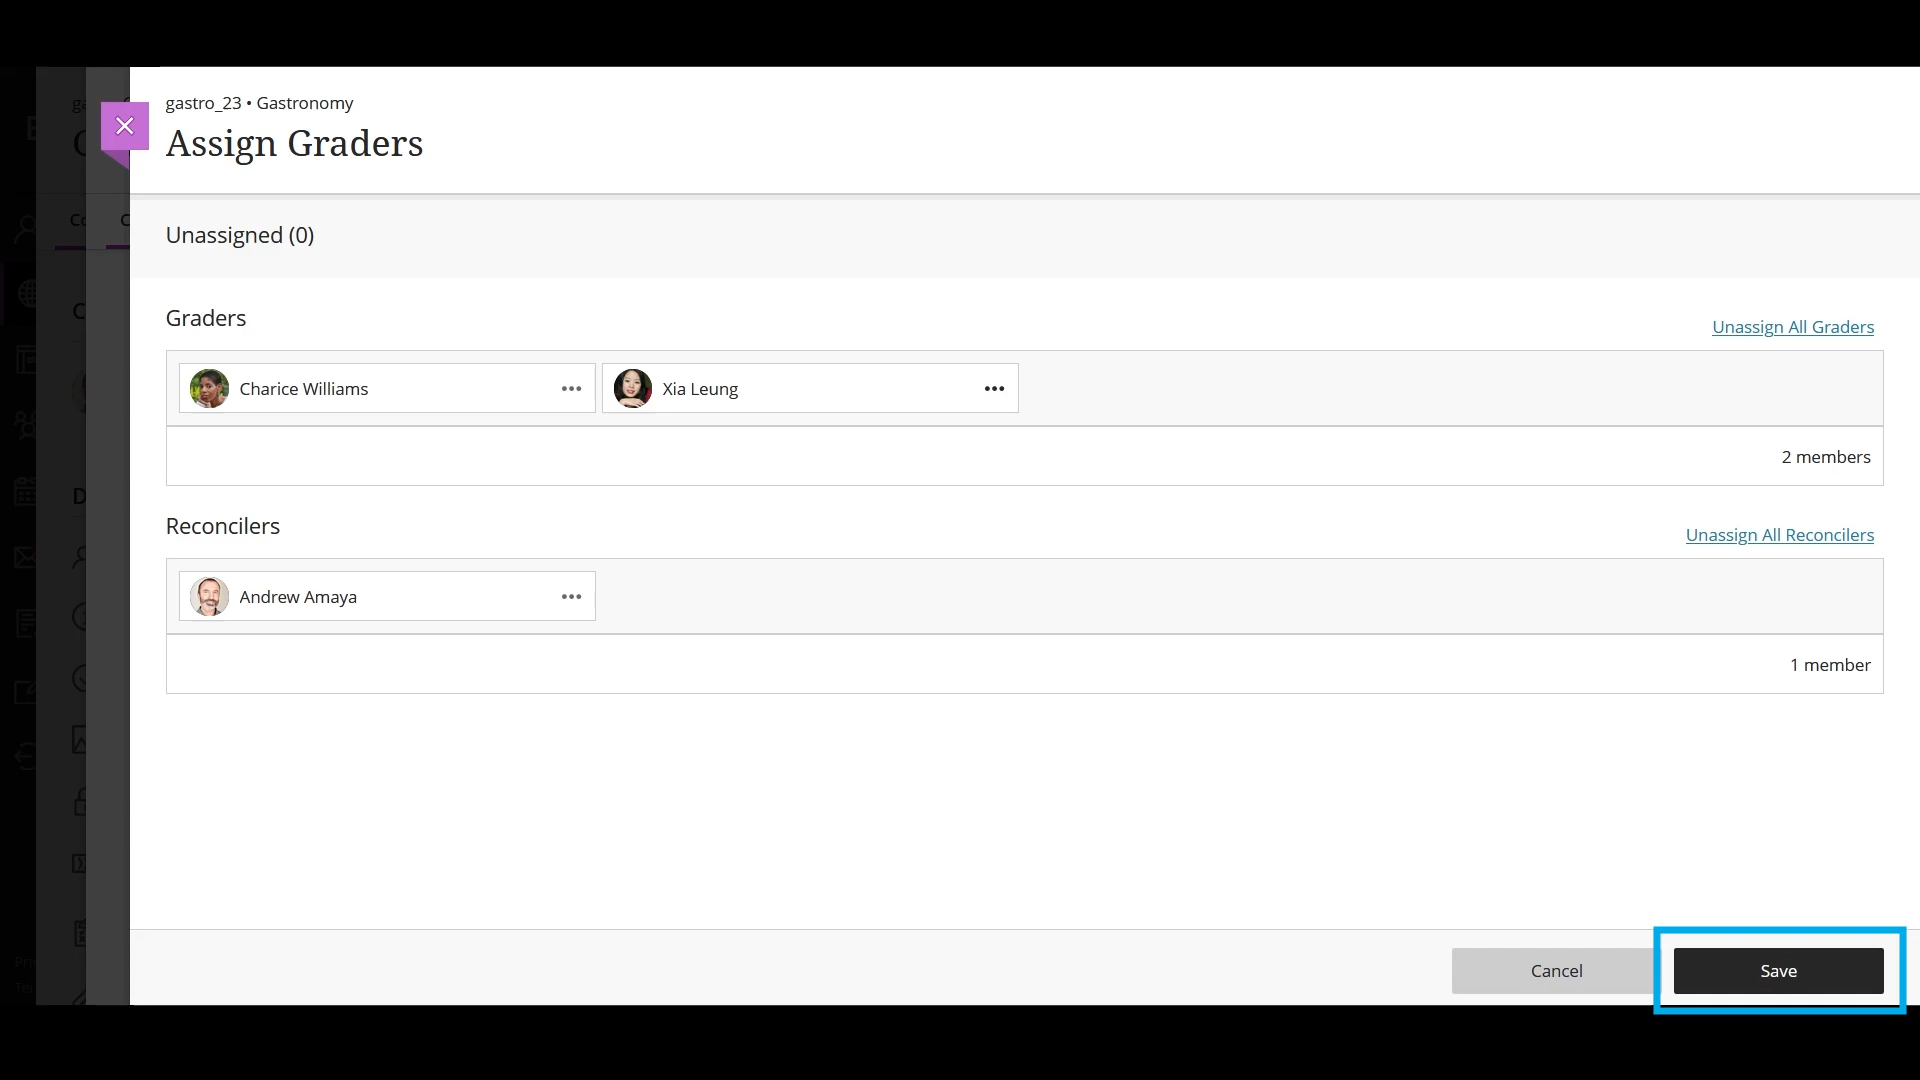 gastro_23 • Gastronomy
Assign Graders
Unassigned (0)
Graders
Unassign All Graders
Charice Williams
Xia Leung
2 members
Reconcilers
Unassign All Reconcilers
Andrew Amaya
1 member
Cancel
Save